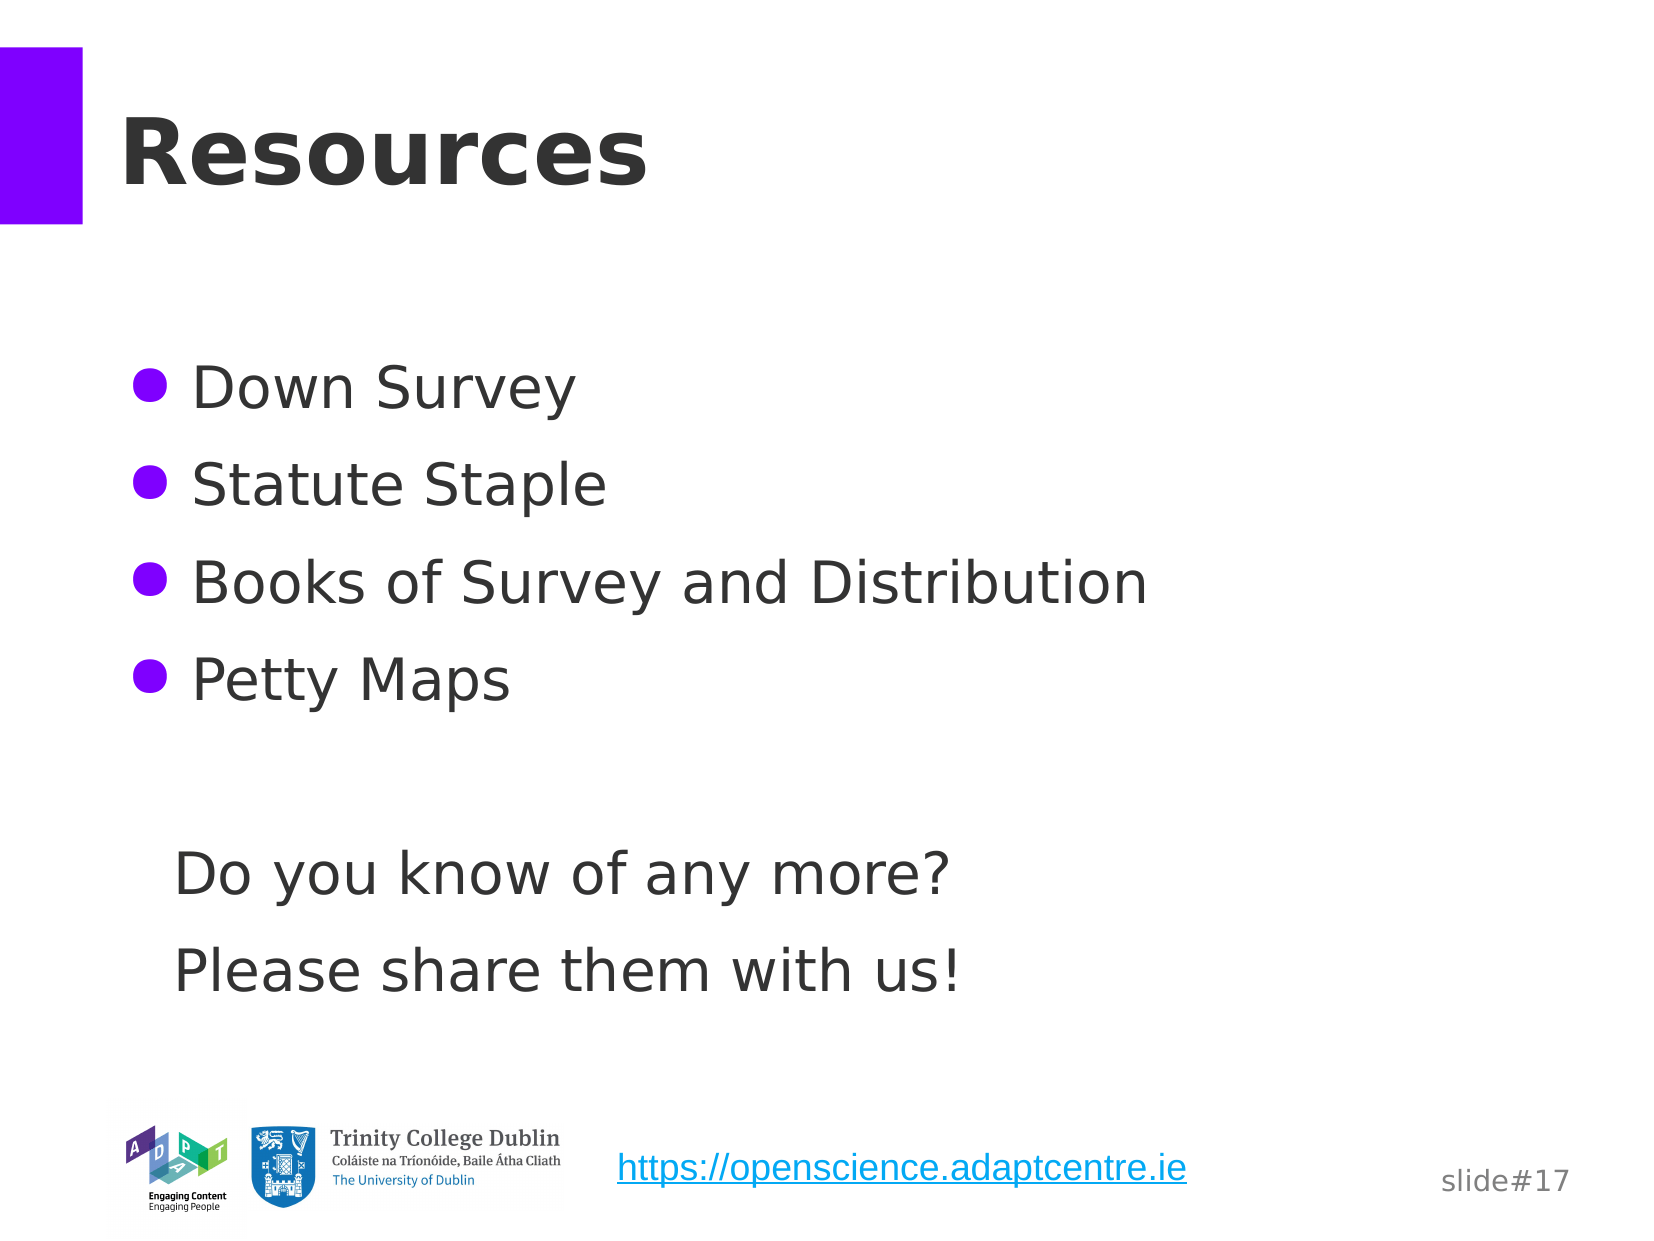 Resources
● Down Survey
● Statute Staple
● Books of Survey and Distribution
● Petty Maps
Do you know of any more?
Please share them with us!
ADAPT
Engaging Content
Engaging People
Trinity College Dublin
Coláiste na Tríonóide, Baile Átha Cliath
The University of Dublin
https://openscience.adaptcentre.ie
slide#17